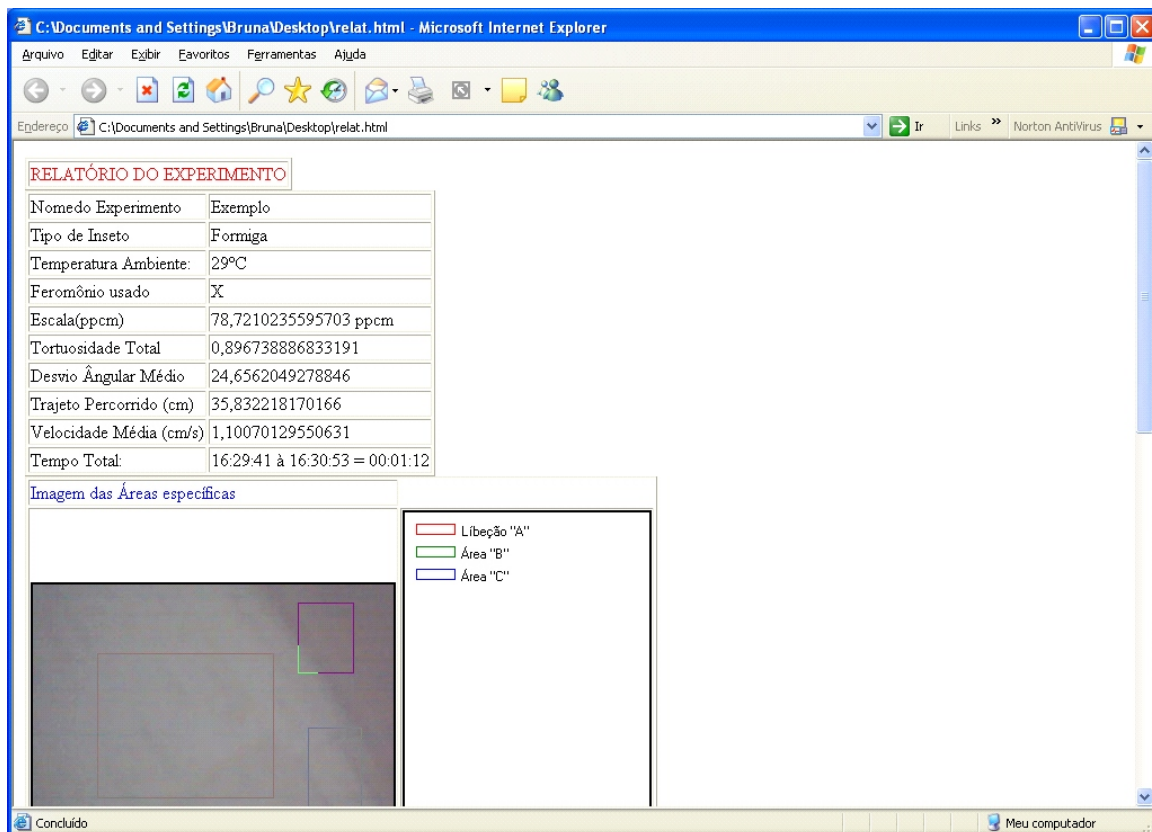 C:\Documents and Settings\Bruna\Desktop\relat.html - Microsoft Internet Explorer
Arquivo Editar Exibir Favoritos Ferramentas Ajuda
Endereço C:\Documents and Settings\Bruna\Desktop\relat.html Ir Links » Norton AntiVirus
RELATÓRIO DO EXPERIMENTO
Nomedo Experimento Exemplo
Tipo de Inseto Formiga
Temperatura Ambiente: 29ºC
Feromônio usado X
Escala(ppcm) 78,7210235595703 ppcm
Tortuosidade Total 0,896738886833191
Desvio Ângular Médio 24,6562049278846
Trajeto Percorrido (cm) 35,832218170166
Velocidade Média (cm/s) 1,10070129550631
Tempo Total: 16:29:41 à 16:30:53 = 00:01:12
Imagem das Áreas específicas
Líbeção "A"
Área "B"
Área "C"
Concluído Meu computador